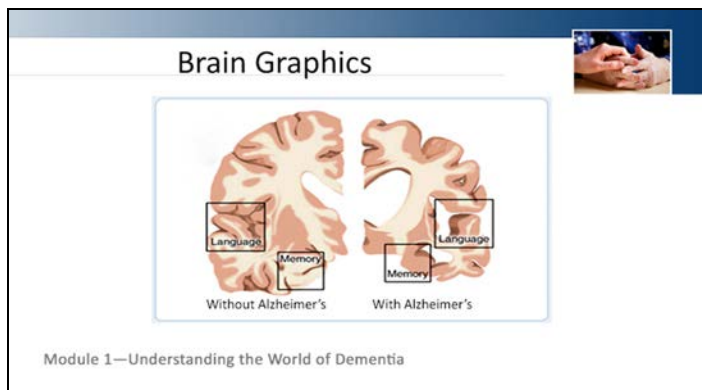 Brain Graphics
Language
Language
Memory
Memory
Without Alzheimer's
With Alzheimer's
Module 1—Understanding the World of Dementia